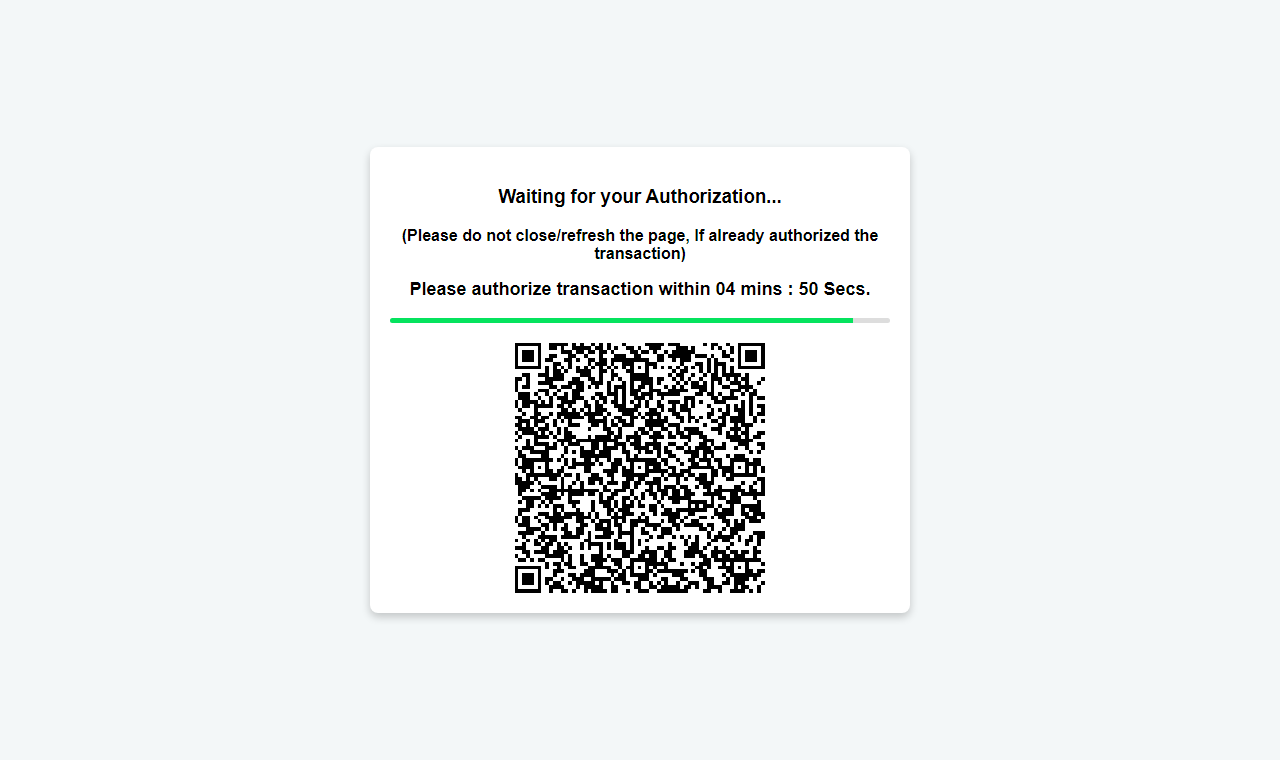 Waiting for your Authorization...
(Please do not close/refresh the page, If already authorized the
transaction)
Please authorize transaction within 04 mins : 50 Secs.